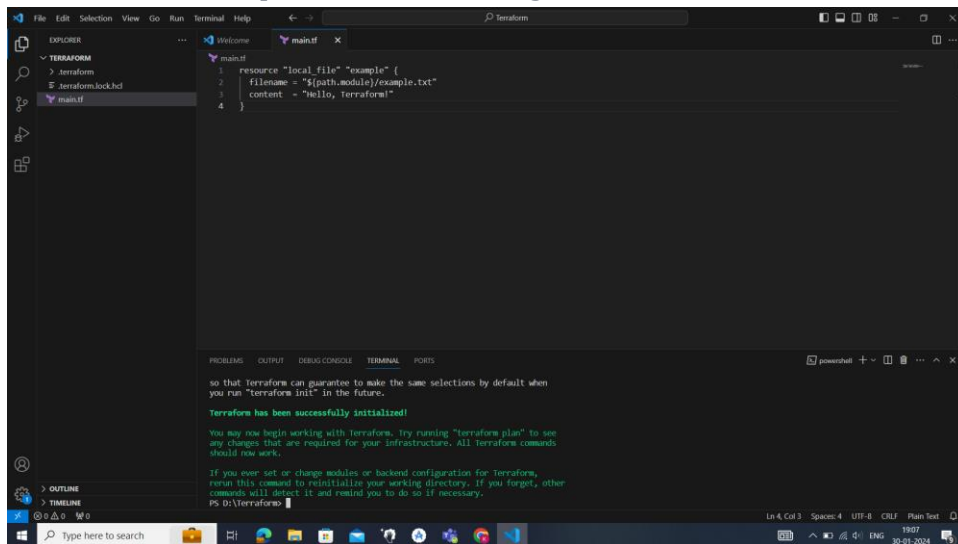 File Edit Selection View Go Run Terminal Help
Terraform
EXPLORER
Welcome
main.tf
TERRAFORM
.terraform
.terraform.lock.hcl
main.tf
main.tf
1 resource "local_file" "example" {
2 filename = "${path.module}/example.txt"
3 content = "Hello, Terraform!"
4 }
PROBLEMS OUTPUT DEBUG CONSOLE TERMINAL PORTS
powershell
so that Terraform can guarantee to make the same selections by default when
you run "terraform init" in the future.
Terraform has been successfully initialized!
You may now begin working with Terraform. Try running "terraform plan" to see
any changes that are required for your infrastructure. All Terraform commands
should now work.
If you ever set or change modules or backend configuration for Terraform,
rerun this command to reinitialize your working directory. If you forget, other
commands will detect it and remind you to do so if necessary.
PS D:\Terraform>
OUTLINE
TIMELINE
0 0 0
Ln 4, Col 3 Spaces: 4 UTF-8 CRLF Plain Text
Type here to search
ENG
19:07
30-01-2024